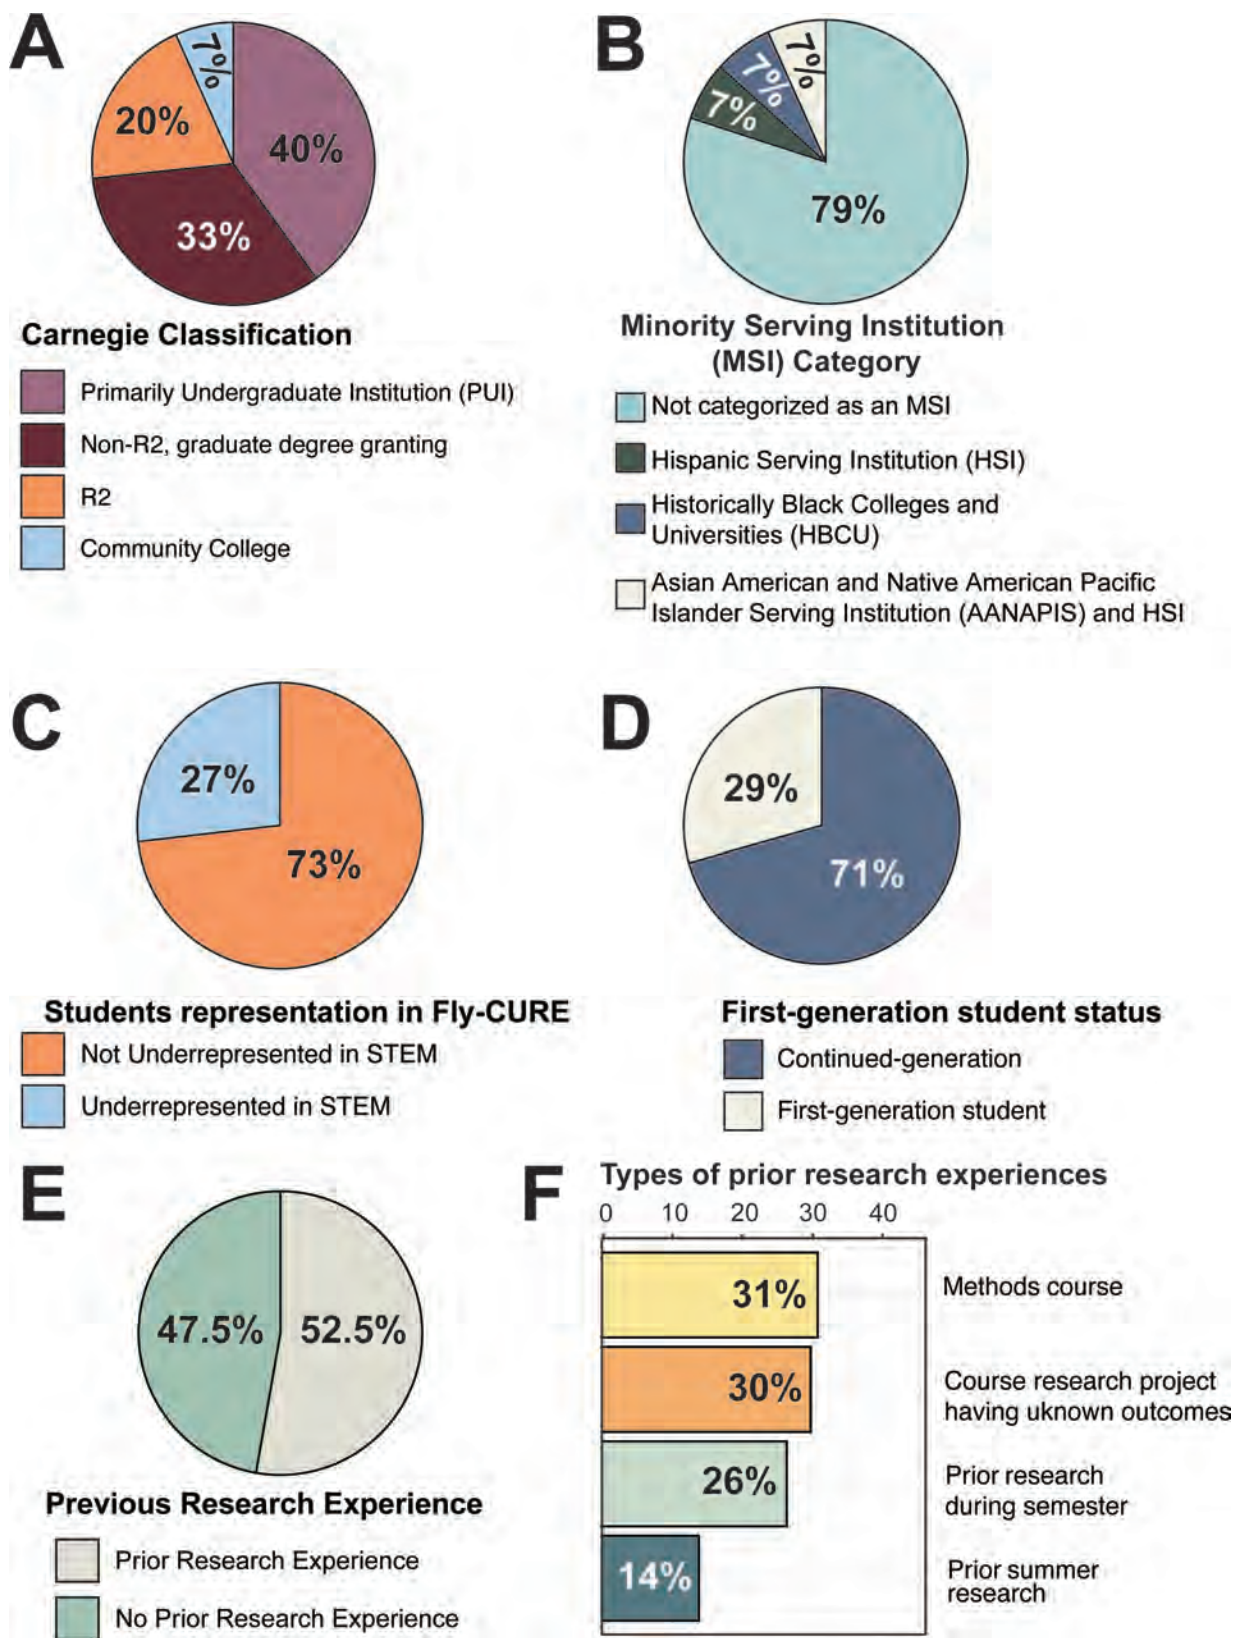 A
7%
20%
40%
33%
Carnegie Classification
Primarily Undergraduate Institution (PUI)
Non-R2, graduate degree granting
R2
Community College
B
7%
7%
7%
79%
Minority Serving Institution
(MSI) Category
Not categorized as an MSI
Hispanic Serving Institution (HSI)
Historically Black Colleges and
Universities (HBCU)
Asian American and Native American Pacific
Islander Serving Institution (AANAPIS) and HSI
C
27%
73%
Students representation in Fly-CURE
Not Underrepresented in STEM
Underrepresented in STEM
D
29%
71%
First-generation student status
Continued-generation
First-generation student
E
47.5%
52.5%
Previous Research Experience
Prior Research Experience
No Prior Research Experience
F
Types of prior research experiences
0 10 20 30 40
31%
Methods course
30%
Course research project
having uknown outcomes
26%
Prior research
during semester
14%
Prior summer
research